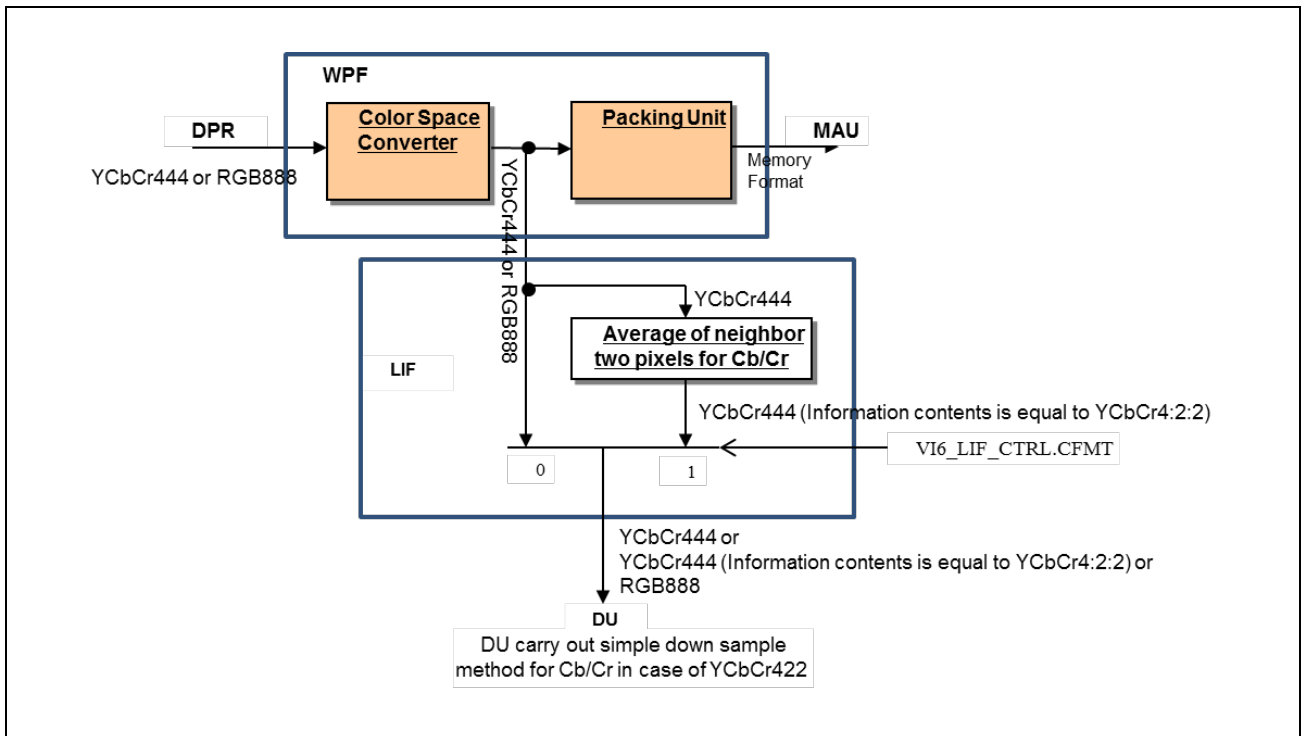 WPF
DPR
Color Space
Converter
Packing Unit
MAU
Memory
Format
YCbCr444 or RGB888
YCbCr444 or RGB888
YCbCr444
Average of neighbor
two pixels for Cb/Cr
LIF
YCbCr444 (Information contents is equal to YCbCr4:2:2)
VI6_LIF_CTRL.CFMT
0
1
YCbCr444 or
YCbCr444 (Information contents is equal to YCbCr4:2:2) or
RGB888
DU
DU carry out simple down sample
method for Cb/Cr in case of YCbCr422